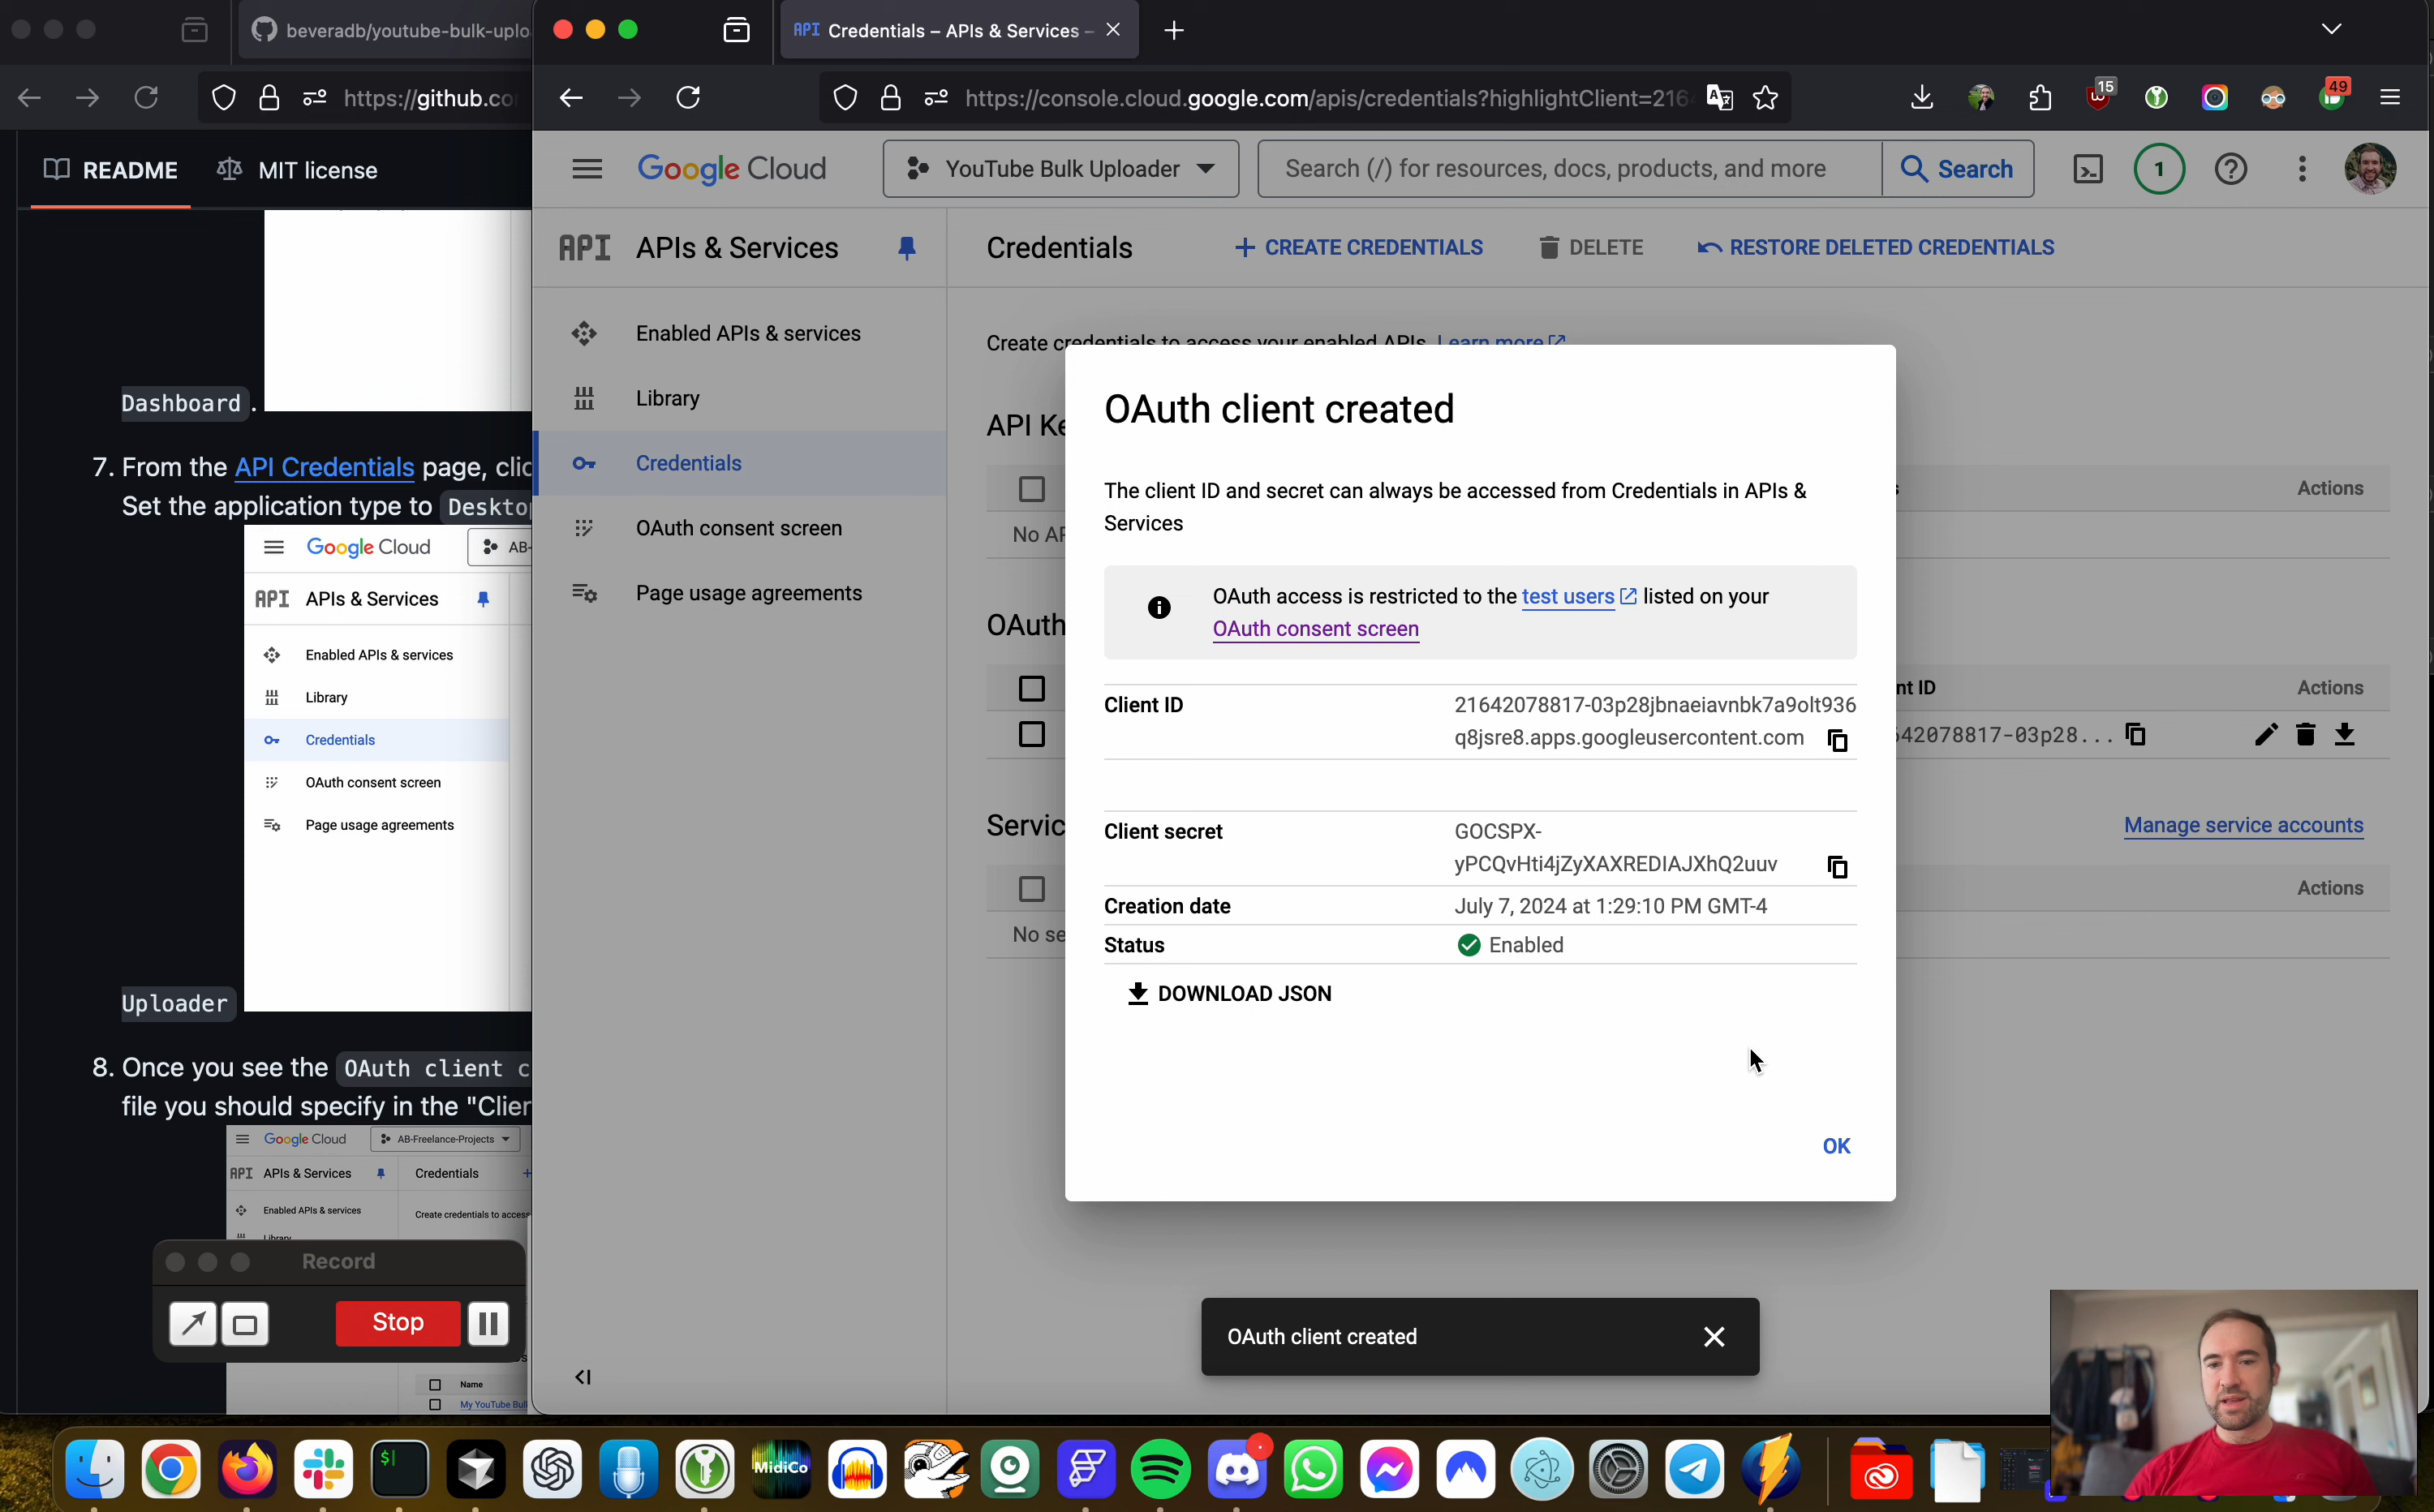 beveradb/youtube-bulk-uplo
API Credentials – APIs & Services –
https://github.co
https://console.cloud.google.com/apis/credentials?highlightClient=216
15
49
README
MIT license
Google Cloud
YouTube Bulk Uploader
Search (/) for resources, docs, products, and more
Search
1
API APIs & Services
Credentials
CREATE CREDENTIALS
DELETE
RESTORE DELETED CREDENTIALS
Enabled APIs & services
Library
Credentials
OAuth consent screen
Page usage agreements
Create credentials to access your enabled APIs. Learn more
API Ke
Actions
No AP
OAuth
nt ID
Actions
642078817-03p28...
Servic
Manage service accounts
Actions
No se
OAuth client created
The client ID and secret can always be accessed from Credentials in APIs &
Services
OAuth access is restricted to the test users listed on your
OAuth consent screen
Client ID
21642078817-03p28jbnaeiavnbk7a9olt936
q8jsre8.apps.googleusercontent.com
Client secret
GOCSPX-
yPCQvHti4jZyXAXREDIAJXhQ2uuv
Creation date
July 7, 2024 at 1:29:10 PM GMT-4
Status
Enabled
DOWNLOAD JSON
OK
OAuth client created
Dashboard .
7. From the API Credentials page, clic
Set the application type to Deskto
Google Cloud
AB-
API APIs & Services
Enabled APIs & services
Library
Credentials
OAuth consent screen
Page usage agreements
Uploader
8. Once you see the OAuth client c
file you should specify in the "Clier
Google Cloud
AB-Freelance-Projects
API APIs & Services
Credentials
Enabled APIs & services
Create credentials to access
Library
Record
Stop
Name
My YouTube Bul
$
MidiCo